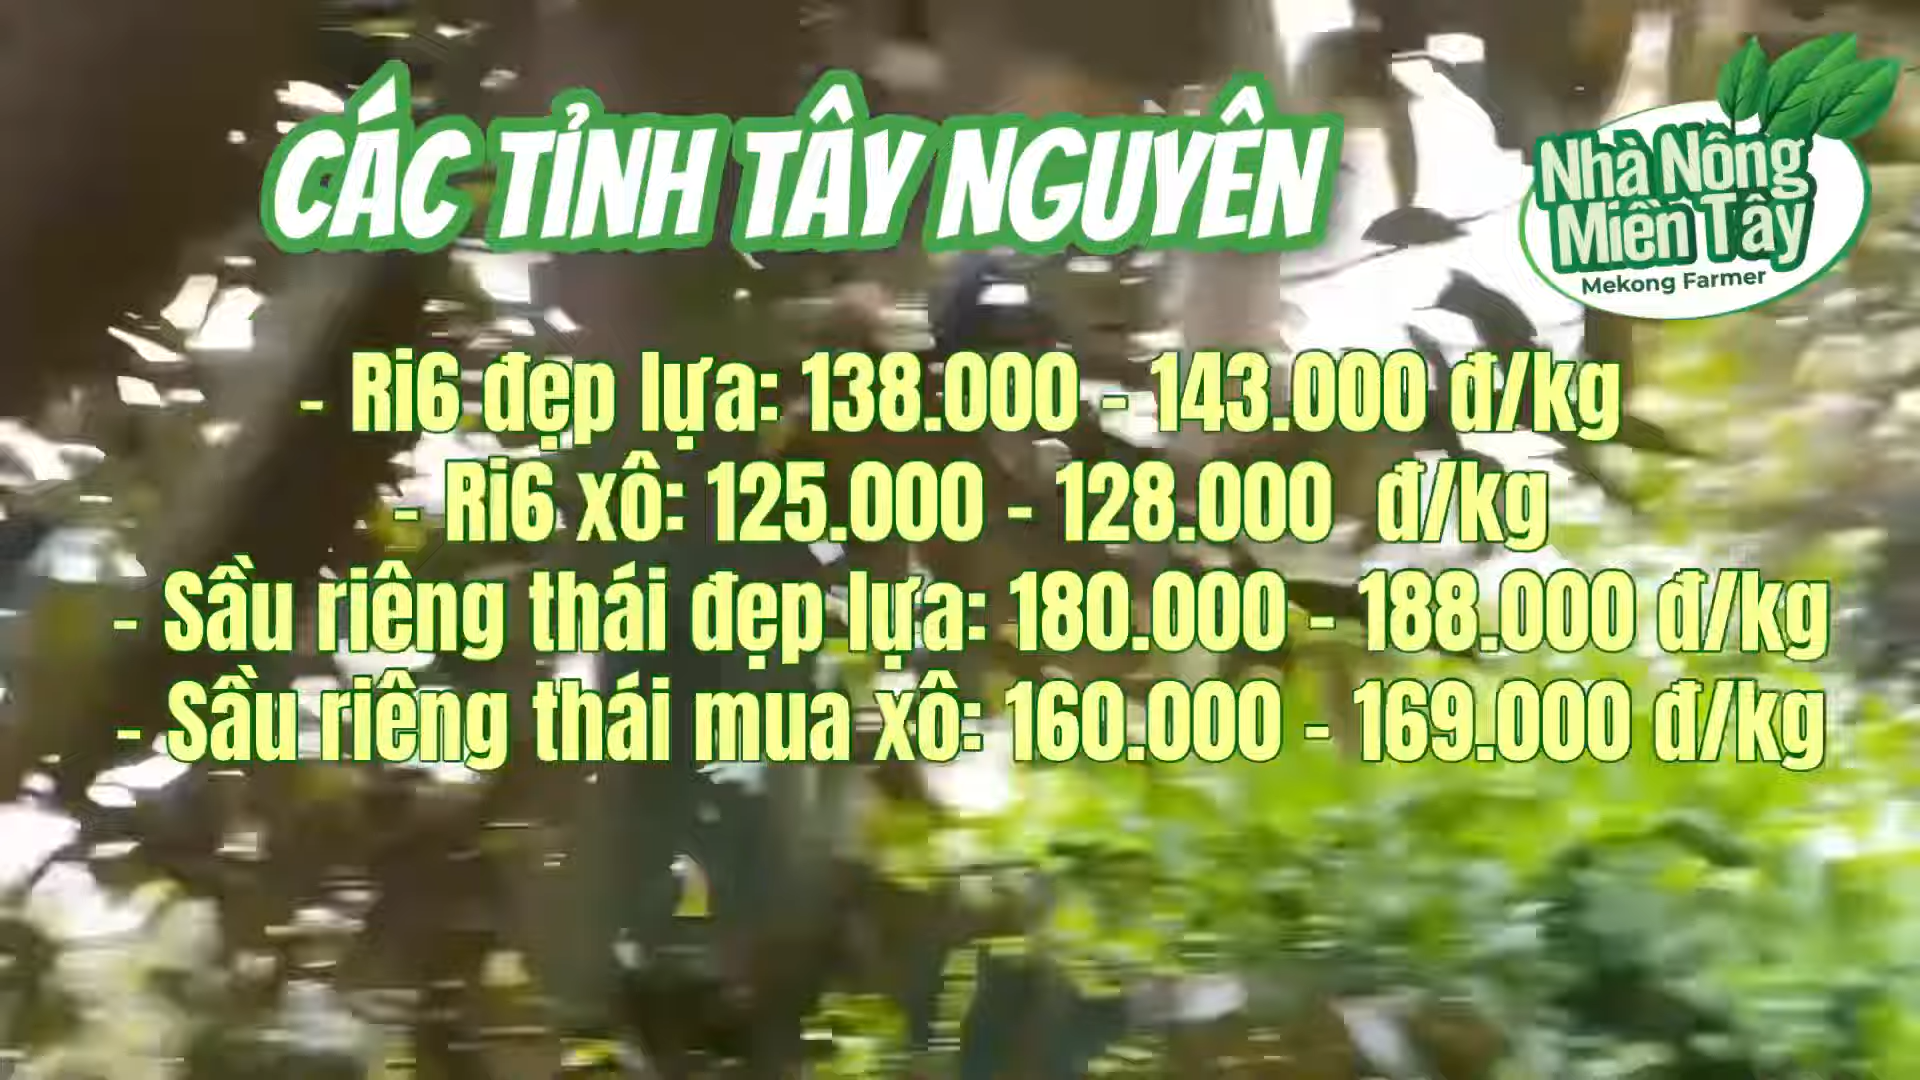 CÁC TỈNH TÂY NGUYÊN
Nhà Nông
Miền Tây
Mekong Farmer
- Ri6 đẹp lựa: 138.000 - 143.000 đ/kg
- Ri6 xô: 125.000 - 128.000 đ/kg
- Sầu riêng thái đẹp lựa: 180.000 - 188.000 đ/kg
- Sầu riêng thái mua xô: 160.000 - 169.000 đ/kg